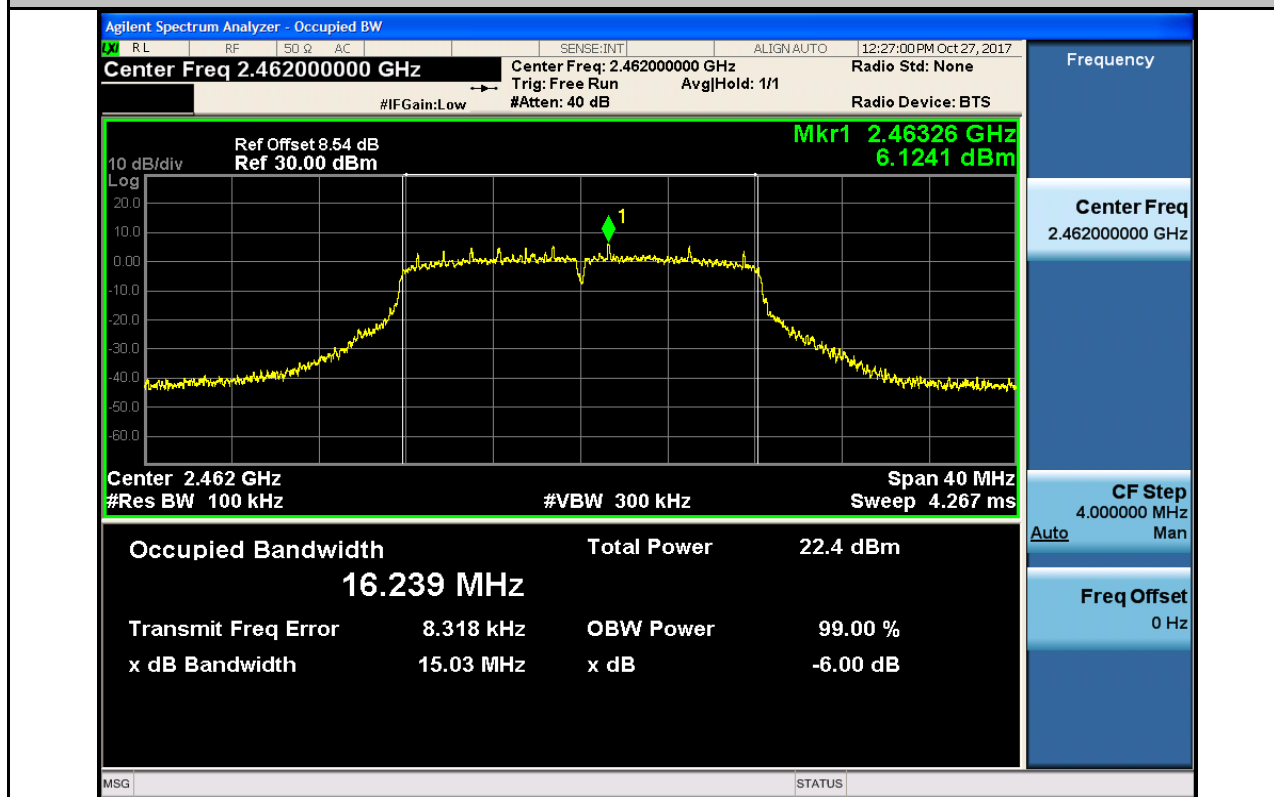 Agilent Spectrum Analyzer - Occupied BW
LXI RL RF 50 Ω AC SENSE:INT ALIGN AUTO 12:27:00 PM Oct 27, 2017
Center Freq 2.462000000 GHz
Center Freq: 2.462000000 GHz
Radio Std: None
Trig: Free Run Avg|Hold: 1/1
#IFGain:Low
#Atten: 40 dB
Radio Device: BTS
Mkr1 2.46326 GHz
6.1241 dBm
Ref Offset 8.54 dB
10 dB/div Ref 30.00 dBm
Log
20.0
10.0
0.00
-10.0
-20.0
-30.0
-40.0
-50.0
-60.0
1
Center 2.462 GHz Span 40 MHz
#Res BW 100 kHz #VBW 300 kHz Sweep 4.267 ms
Occupied Bandwidth Total Power 22.4 dBm
16.239 MHz
Transmit Freq Error 8.318 kHz OBW Power 99.00 %
x dB Bandwidth 15.03 MHz x dB -6.00 dB
MSG STATUS
Frequency
Center Freq
2.462000000 GHz
CF Step
4.000000 MHz
Auto Man
Freq Offset
0 Hz